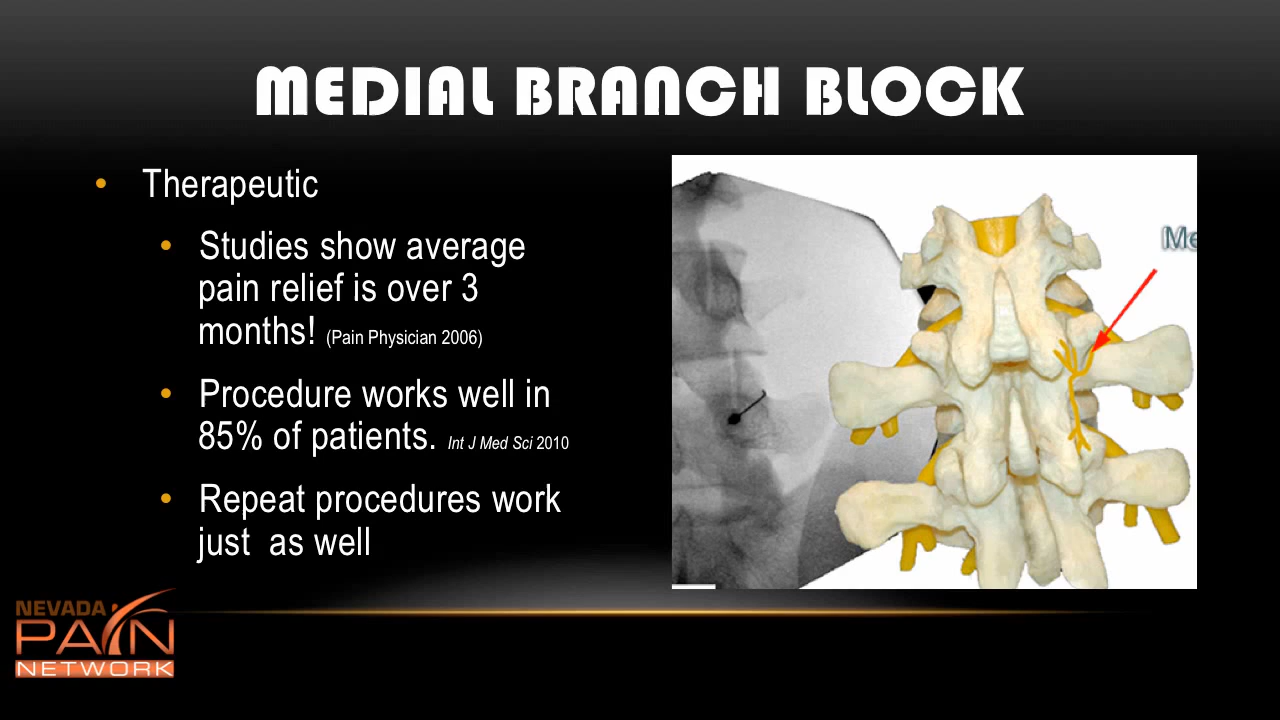 MEDIAL BRANCH BLOCK
• Therapeutic
• Studies show average
pain relief is over 3
months! (Pain Physician 2006)
• Procedure works well in
85% of patients. Int J Med Sci 2010
• Repeat procedures work
just as well
Me
NEVADA
PAIN
NETWORK